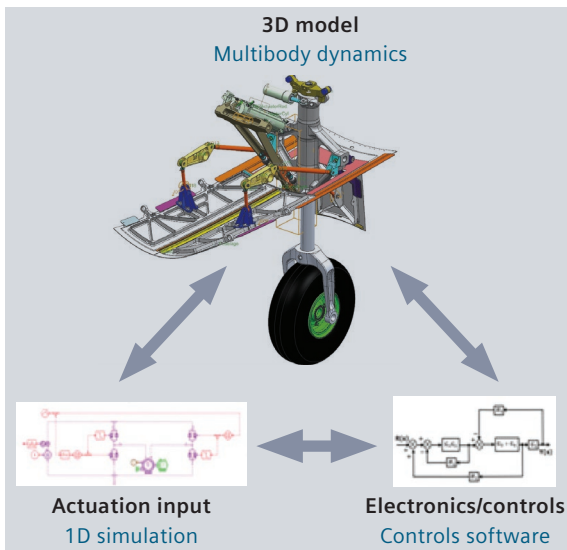 3D model
Multibody dynamics
Actuation input
1D simulation
Electronics/controls
Controls software